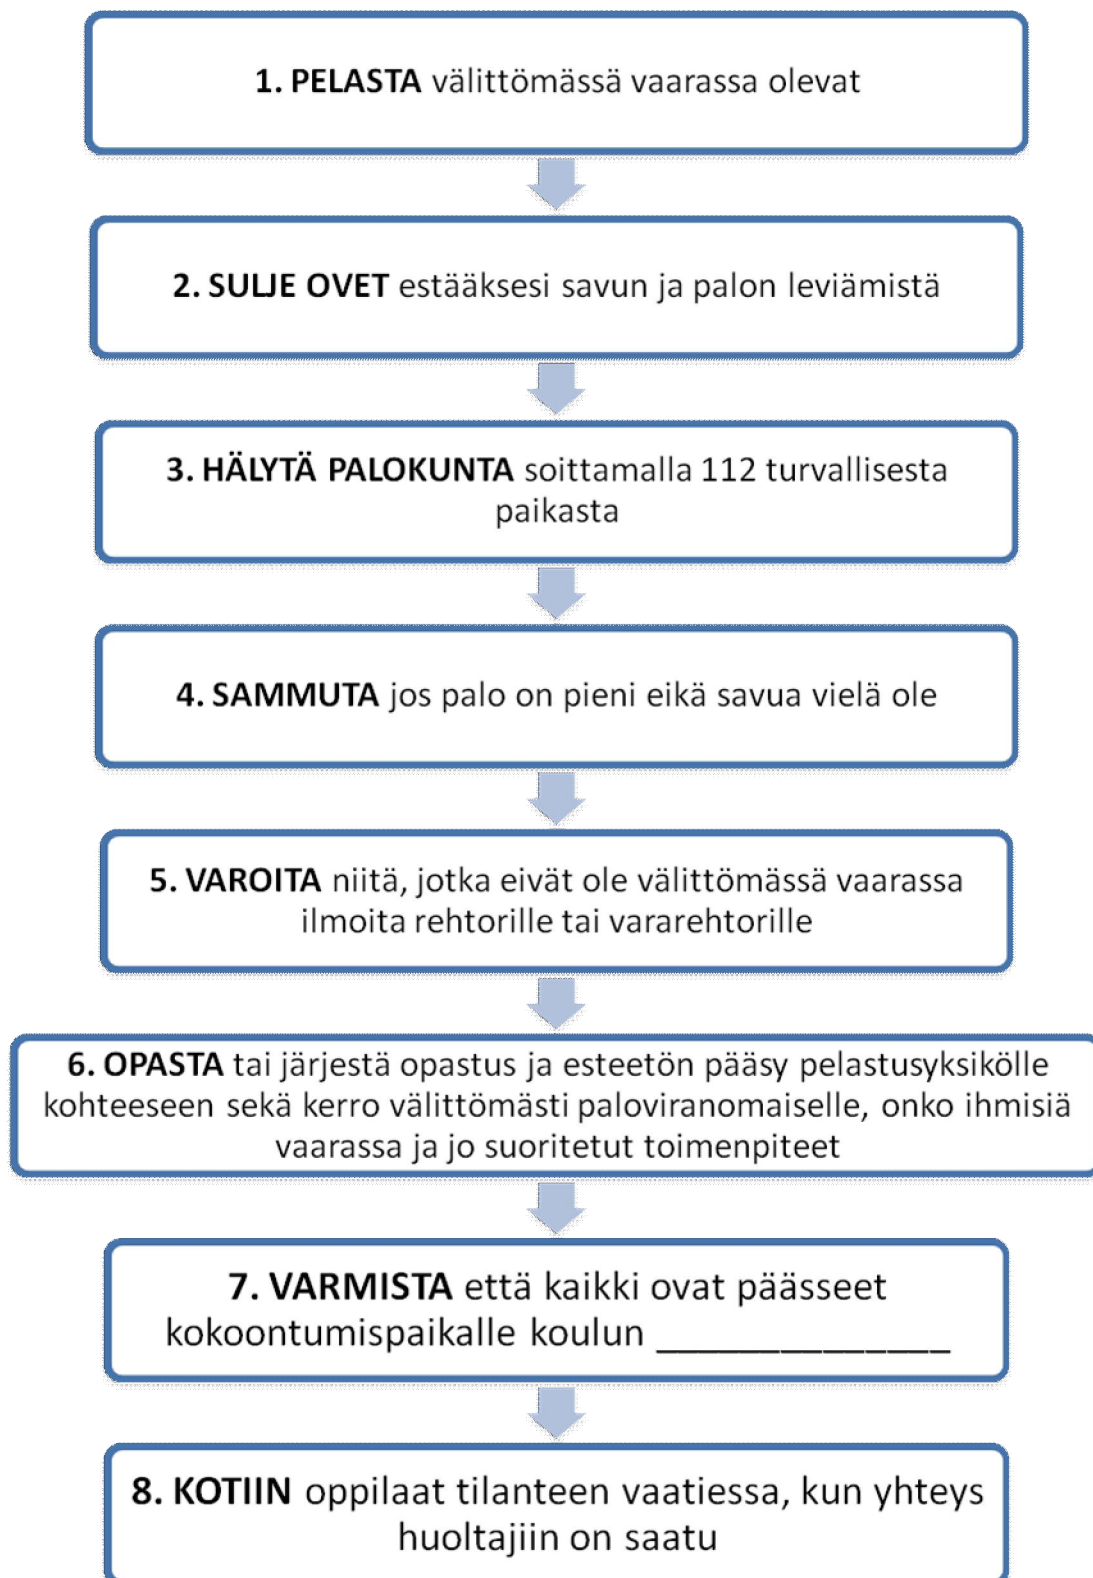 1. PELASTA välittömässä vaarassa olevat
2. SULJE OVET estääksesi savun ja palon leviämistä
3. HÄLYTÄ PALOKUNTA soittamalla 112 turvallisesta
paikasta
4. SAMMUTA jos palo on pieni eikä savua vielä ole
5. VAROITA niitä, jotka eivät ole välittömässä vaarassa
ilmoita rehtorille tai vararehtorille
6. OPASTA tai järjestä opastus ja esteetön pääsy pelastusyksikölle
kohteeseen sekä kerro välittömästi paloviranomaiselle, onko ihmisiä
vaarassa ja jo suoritetut toimenpiteet
7. VARMISTA että kaikki ovat päässeet
kokoontumispaikalle koulun ______________
8. KOTIIN oppilaat tilanteen vaatiessa, kun yhteys
huoltajiin on saatu